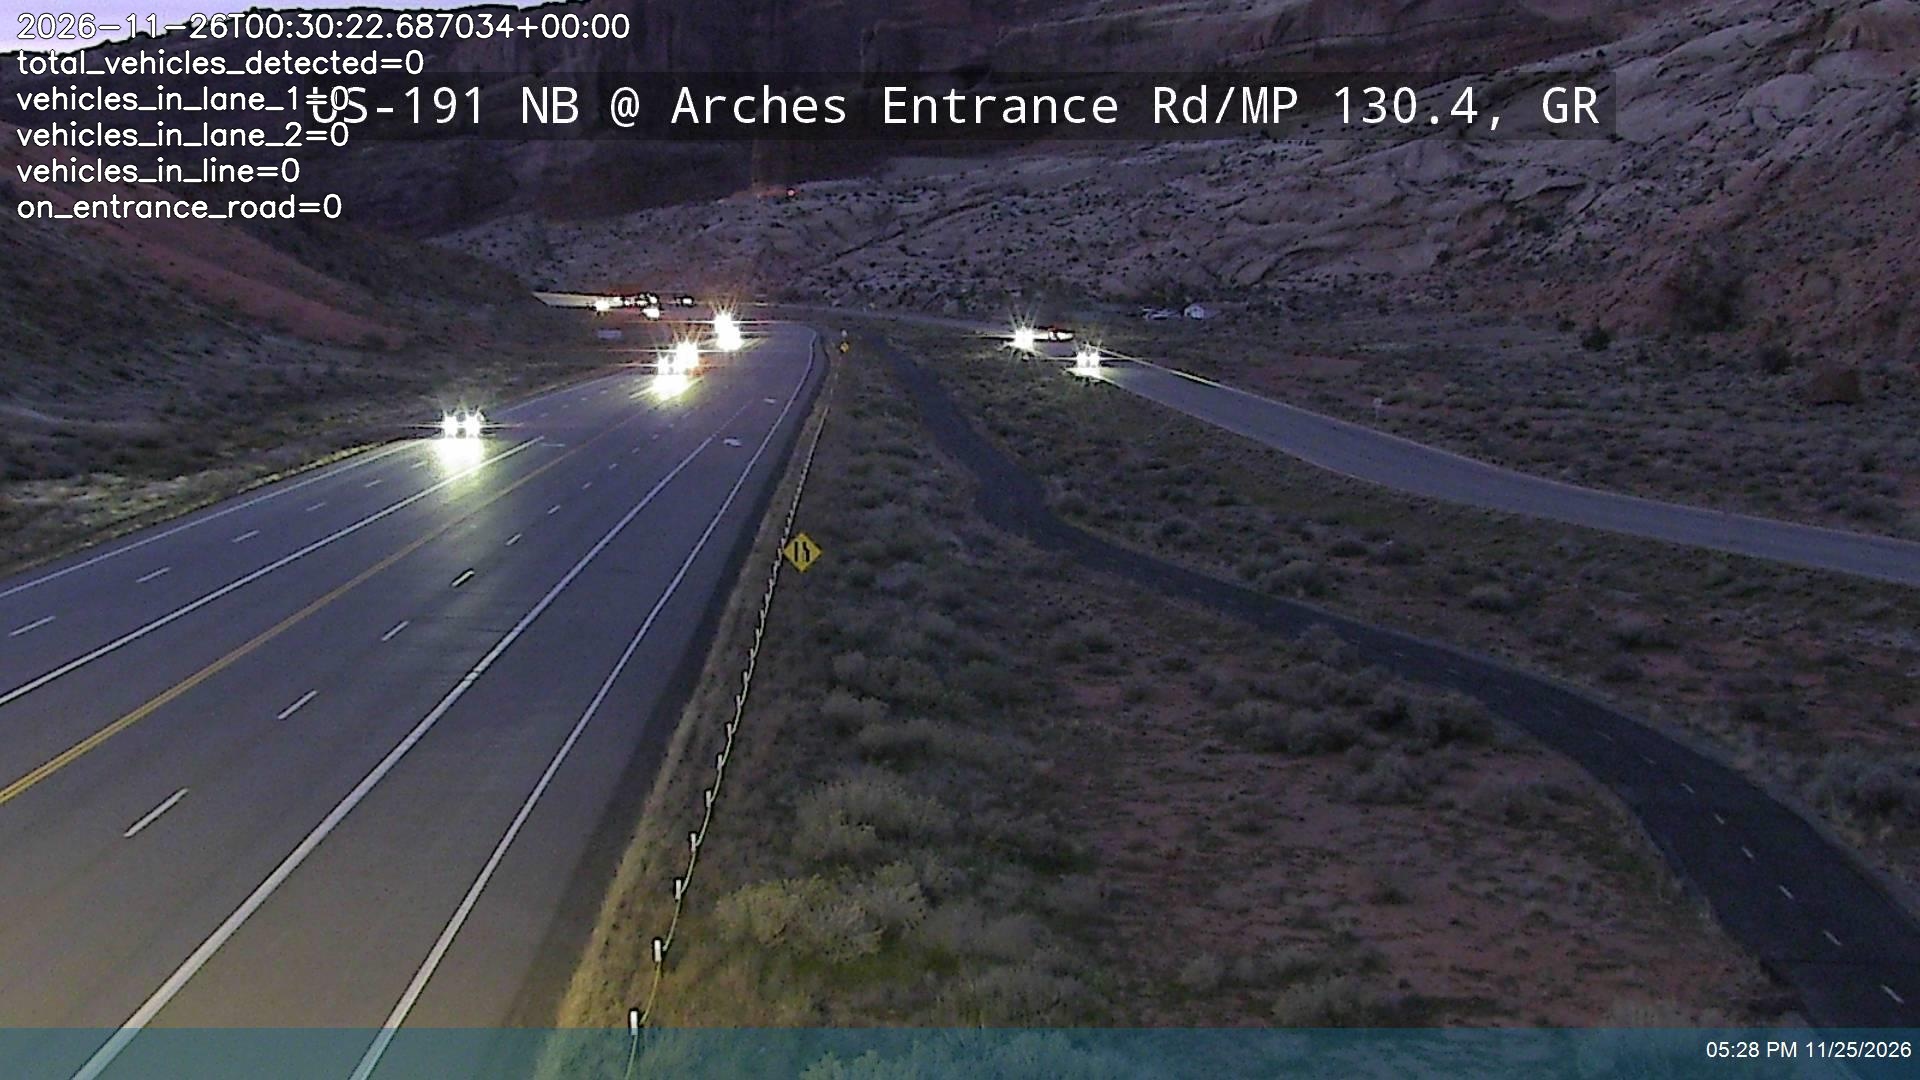 2026-11-26T00:30:22.687034+00:00
total_vehicles_detected=0
vehicles_in_lane_1=0
US-191 NB @ Arches Entrance Rd/MP 130.4, GR
vehicles_in_lane_2=0
vehicles_in_line=0
on_entrance_road=0
05:28 PM 11/25/2026